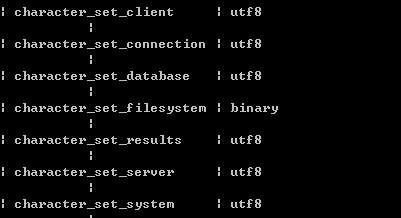 ¦ character_set_client     ¦ utf8
¦
¦ character_set_connection ¦ utf8
¦
¦ character_set_database   ¦ utf8
¦
¦ character_set_filesystem ¦ binary
¦
¦ character_set_results    ¦ utf8
¦
¦ character_set_server     ¦ utf8
¦
¦ character_set_system     ¦ utf8
¦